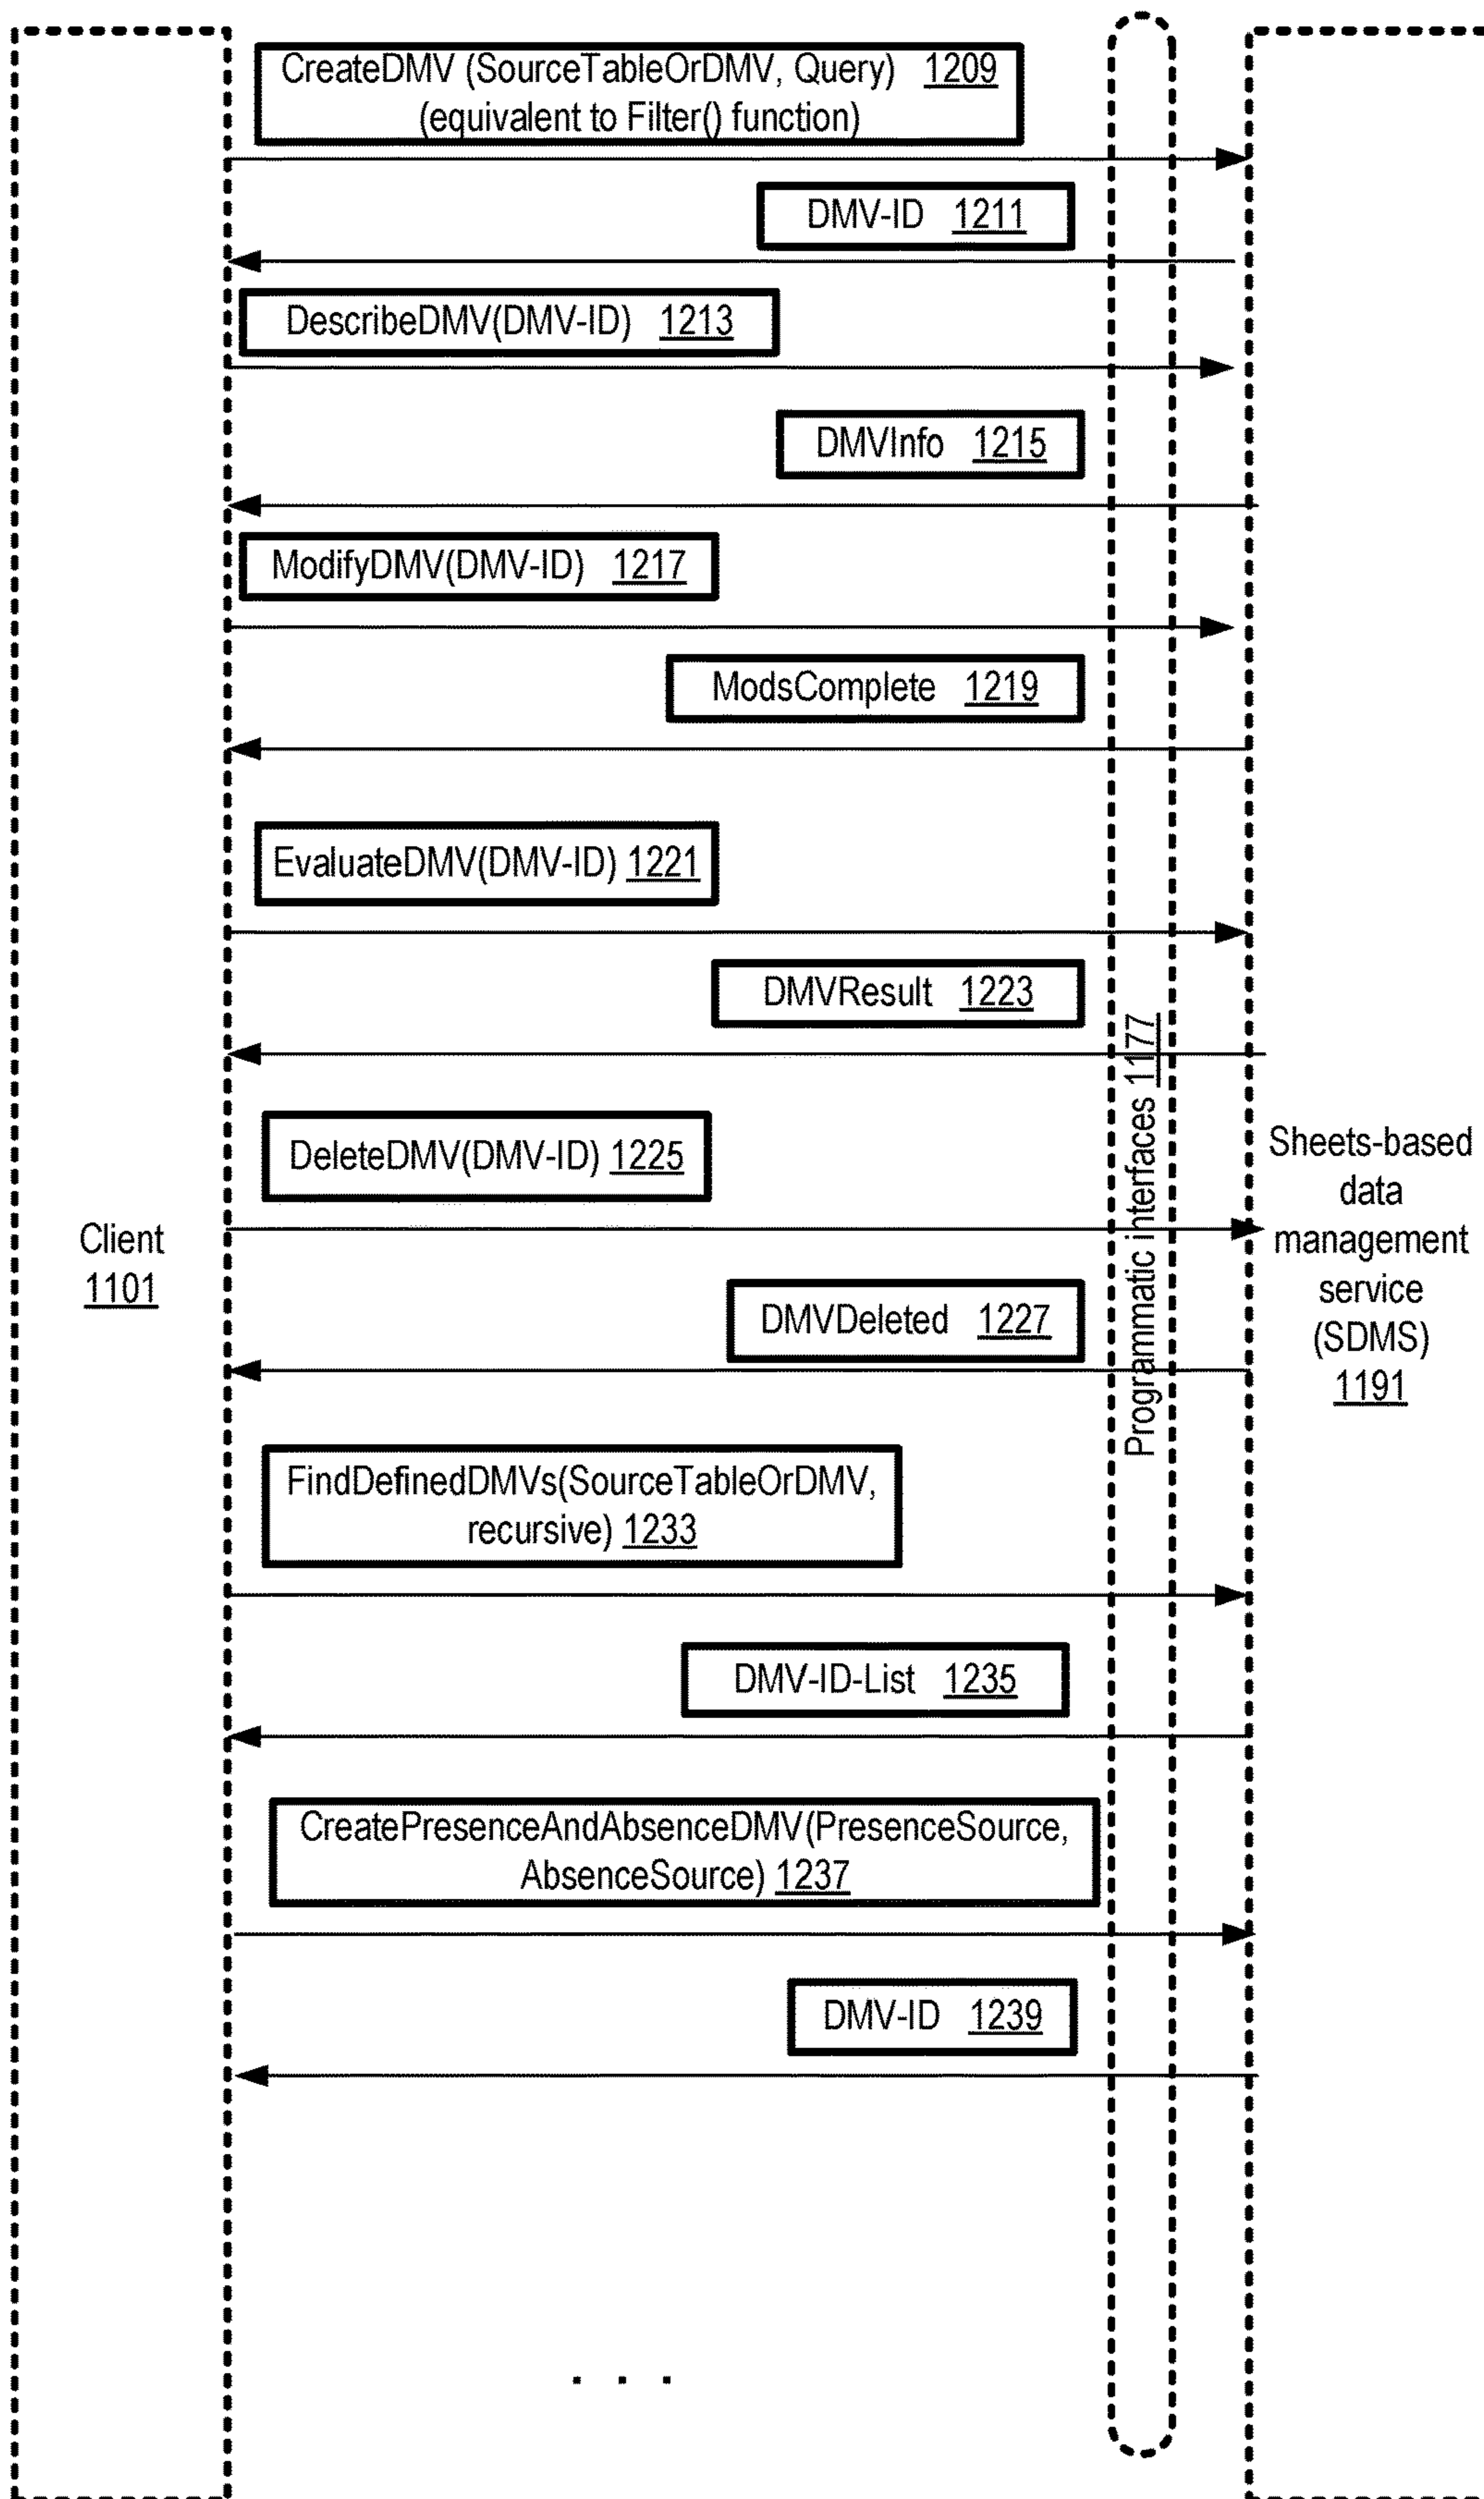 CreateDMV (SourceTableOrDMV, Query) 1209
(equivalent to Filter() function)
DMV-ID 1211
DescribeDMV(DMV-ID) 1213
DMVInfo 1215
ModifyDMV(DMV-ID) 1217
ModsComplete 1219
EvaluateDMV(DMV-ID) 1221
DMVResult 1223
DeleteDMV(DMV-ID) 1225
DMVDeleted 1227
FindDefinedDMVs(SourceTableOrDMV,
recursive) 1233
DMV-ID-List 1235
CreatePresenceAndAbsenceDMV(PresenceSource,
AbsenceSource) 1237
DMV-ID 1239
. . .
Client
1101
Programmatic interfaces 1177
Sheets-based
data
management
service
(SDMS)
1191